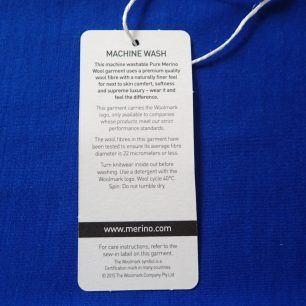 MACHINE WASH
This machine washable Pure Merino
Wool garment uses a premium quality
wool fibre with a naturally finer feel
for next to skin comfort, softness
and supreme luxury – wear it and
feel the difference.
This garment carries the Woolmark
logo, only available to companies
whose products meet our strict
performance standards.
The wool fibres in this garment have
been tested to ensure its average fibre
diameter is 22 micrometers or less.
Turn knitwear inside out before
washing. Use a detergent with the
Woolmark logo. Wool cycle 40°C.
Spin. Do not tumble dry.
www.merino.com
For care instructions, refer to the
sew-in label on this garment.
The Woolmark symbol is a
Certification mark in many countries.
© 2015 The Woolmark Company Pty Ltd